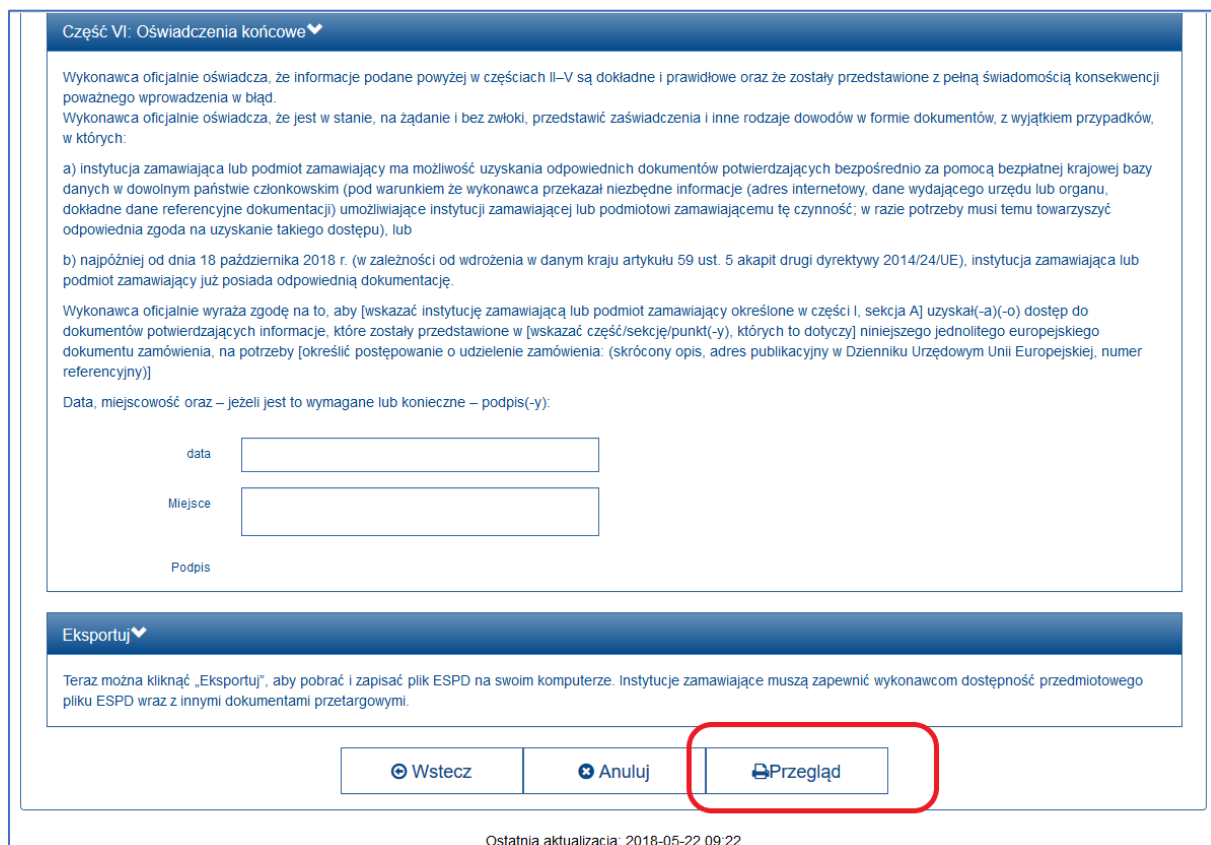 Część VI: Oświadczenia końcowe
Wykonawca oficjalnie oświadcza, że informacje podane powyżej w częściach II–V są dokładne i prawidłowe oraz że zostały przedstawione z pełną świadomością konsekwencji
poważnego wprowadzenia w błąd.
Wykonawca oficjalnie oświadcza, że jest w stanie, na żądanie i bez zwłoki, przedstawić zaświadczenia i inne rodzaje dowodów w formie dokumentów, z wyjątkiem przypadków,
w których:
a) instytucja zamawiająca lub podmiot zamawiający ma możliwość uzyskania odpowiednich dokumentów potwierdzających bezpośrednio za pomocą bezpłatnej krajowej bazy
danych w dowolnym państwie członkowskim (pod warunkiem że wykonawca przekazał niezbędne informacje (adres internetowy, dane wydającego urzędu lub organu,
dokładne dane referencyjne dokumentacji) umożliwiające instytucji zamawiającej lub podmiotowi zamawiającemu tę czynność; w razie potrzeby musi temu towarzyszyć
odpowiednia zgoda na uzyskanie takiego dostępu), lub
b) najpóźniej od dnia 18 października 2018 r. (w zależności od wdrożenia w danym kraju artykułu 59 ust. 5 akapit drugi dyrektywy 2014/24/UE), instytucja zamawiająca lub
podmiot zamawiający już posiada odpowiednią dokumentację.
Wykonawca oficjalnie wyraża zgodę na to, aby [wskazać instytucję zamawiającą lub podmiot zamawiający określone w części I, sekcja A] uzyskał(-a)(-o) dostęp do
dokumentów potwierdzających informacje, które zostały przedstawione w [wskazać część/sekcję/punkt(-y), których to dotyczy] niniejszego jednolitego europejskiego
dokumentu zamówienia, na potrzeby [określić postępowanie o udzielenie zamówienia: (skrócony opis, adres publikacyjny w Dzienniku Urzędowym Unii Europejskiej, numer
referencyjny)]
Data, miejscowość oraz – jeżeli jest to wymagane lub konieczne – podpis(-y):
data
Miejsce
Podpis
Eksportuj
Teraz można kliknąć „Eksportuj”, aby pobrać i zapisać plik ESPD na swoim komputerze. Instytucje zamawiające muszą zapewnić wykonawcom dostępność przedmiotowego
pliku ESPD wraz z innymi dokumentami przetargowymi.
Wstecz
Anuluj
Przegląd
Ostatnia aktualizacja: 2018-05-22 09:22